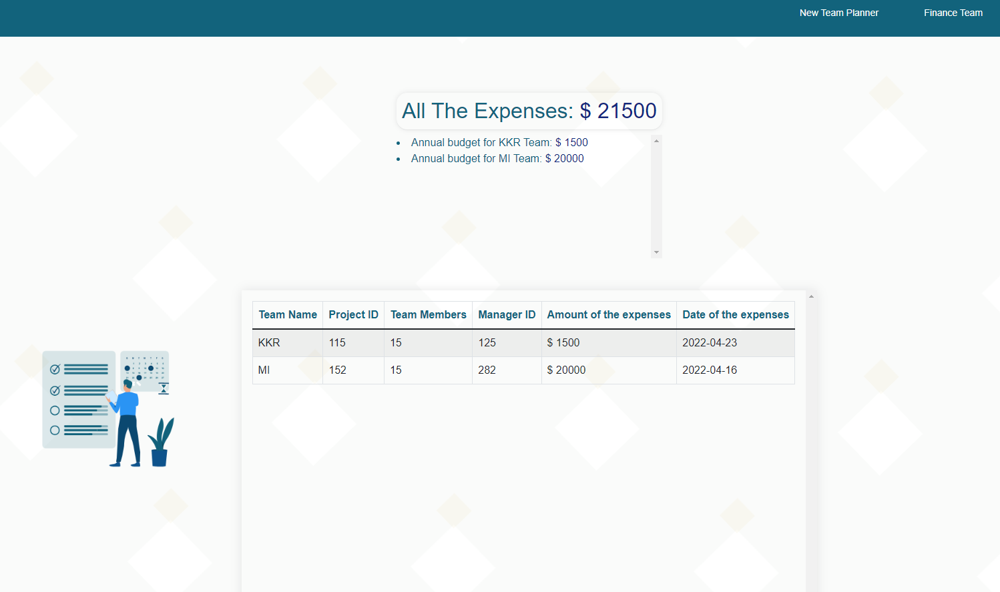 New Team Planner Finance Team
All The Expenses: $ 21500
Annual budget for KKR Team: $ 1500
Annual budget for MI Team: $ 20000
Team Name Project ID Team Members Manager ID Amount of the expenses Date of the expenses
KKR 115 15 125 $ 1500 2022-04-23
MI 152 15 282 $ 20000 2022-04-16